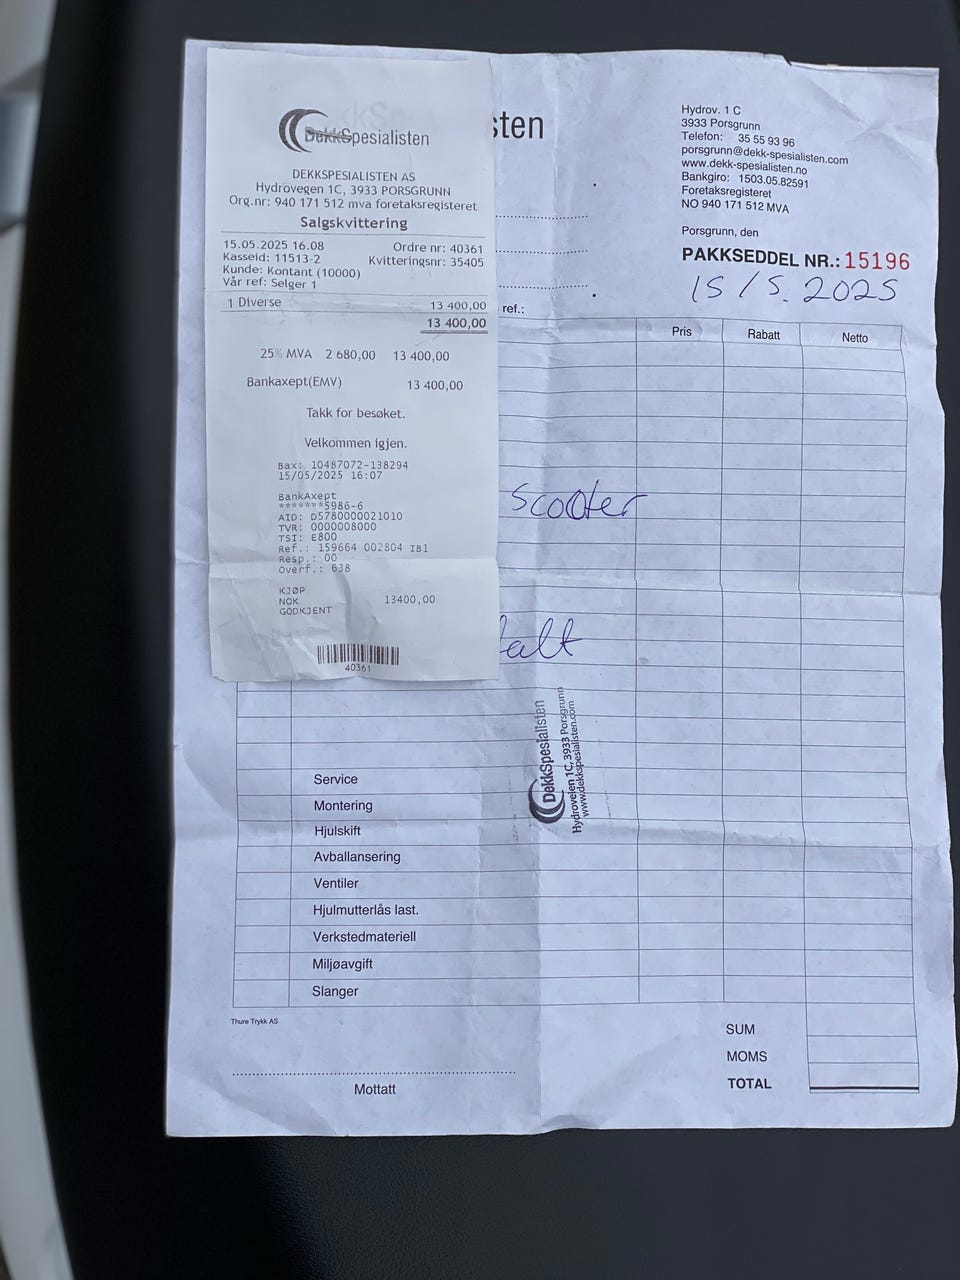 DekkSpesialisten
DEKKSPESIALISTEN AS
Hydrovegen 1C, 3933 PORSGRUNN
Org.nr: 940 171 512 mva foretaksregisteret
Salgskvittering
15.05.2025 16.08 Ordre nr: 40361
Kasseid: 11513-2 Kvitteringsnr: 35405
Kunde: Kontant (10000)
Vår ref: Selger 1
1 Diverse 13 400,00
13 400,00
25% MVA 2 680,00 13 400,00
Bankaxept(EMV) 13 400,00
Takk for besøket.
Velkommen igjen.
Bax: 10487072-138294
15/05/2025 16:07
BankAxept
*******5986-6
AID: D5780000021010
TVR: 0000008000
TSI: E800
Ref.: 159664 002804 IB1
Resp.: 00
Overf.: 638
KJØP
NOK 13400,00
GODKJENT
40361
sten
Hydrov. 1 C
3933 Porsgrunn
Telefon: 35 55 93 96
porsgrunn@dekk-spesialisten.com
www.dekk-spesialisten.no
Bankgiro: 1503.05.82591
Foretaksregisteret
NO 940 171 512 MVA
Porsgrunn, den
PAKKSEDDEL NR.: 15196
15/5.2025
ref.:
Pris Rabatt Netto
Scooter
alt
DekkSpesialisten
Hydroveien 1C, 3933 Porsgrunn
www.dekkspesialisten.com
Service
Montering
Hjulskift
Avballansering
Ventiler
Hjulmutterlås last.
Verkstedmateriell
Miljøavgift
Slanger
Thure Trykk AS
SUM
MOMS
TOTAL
Mottatt